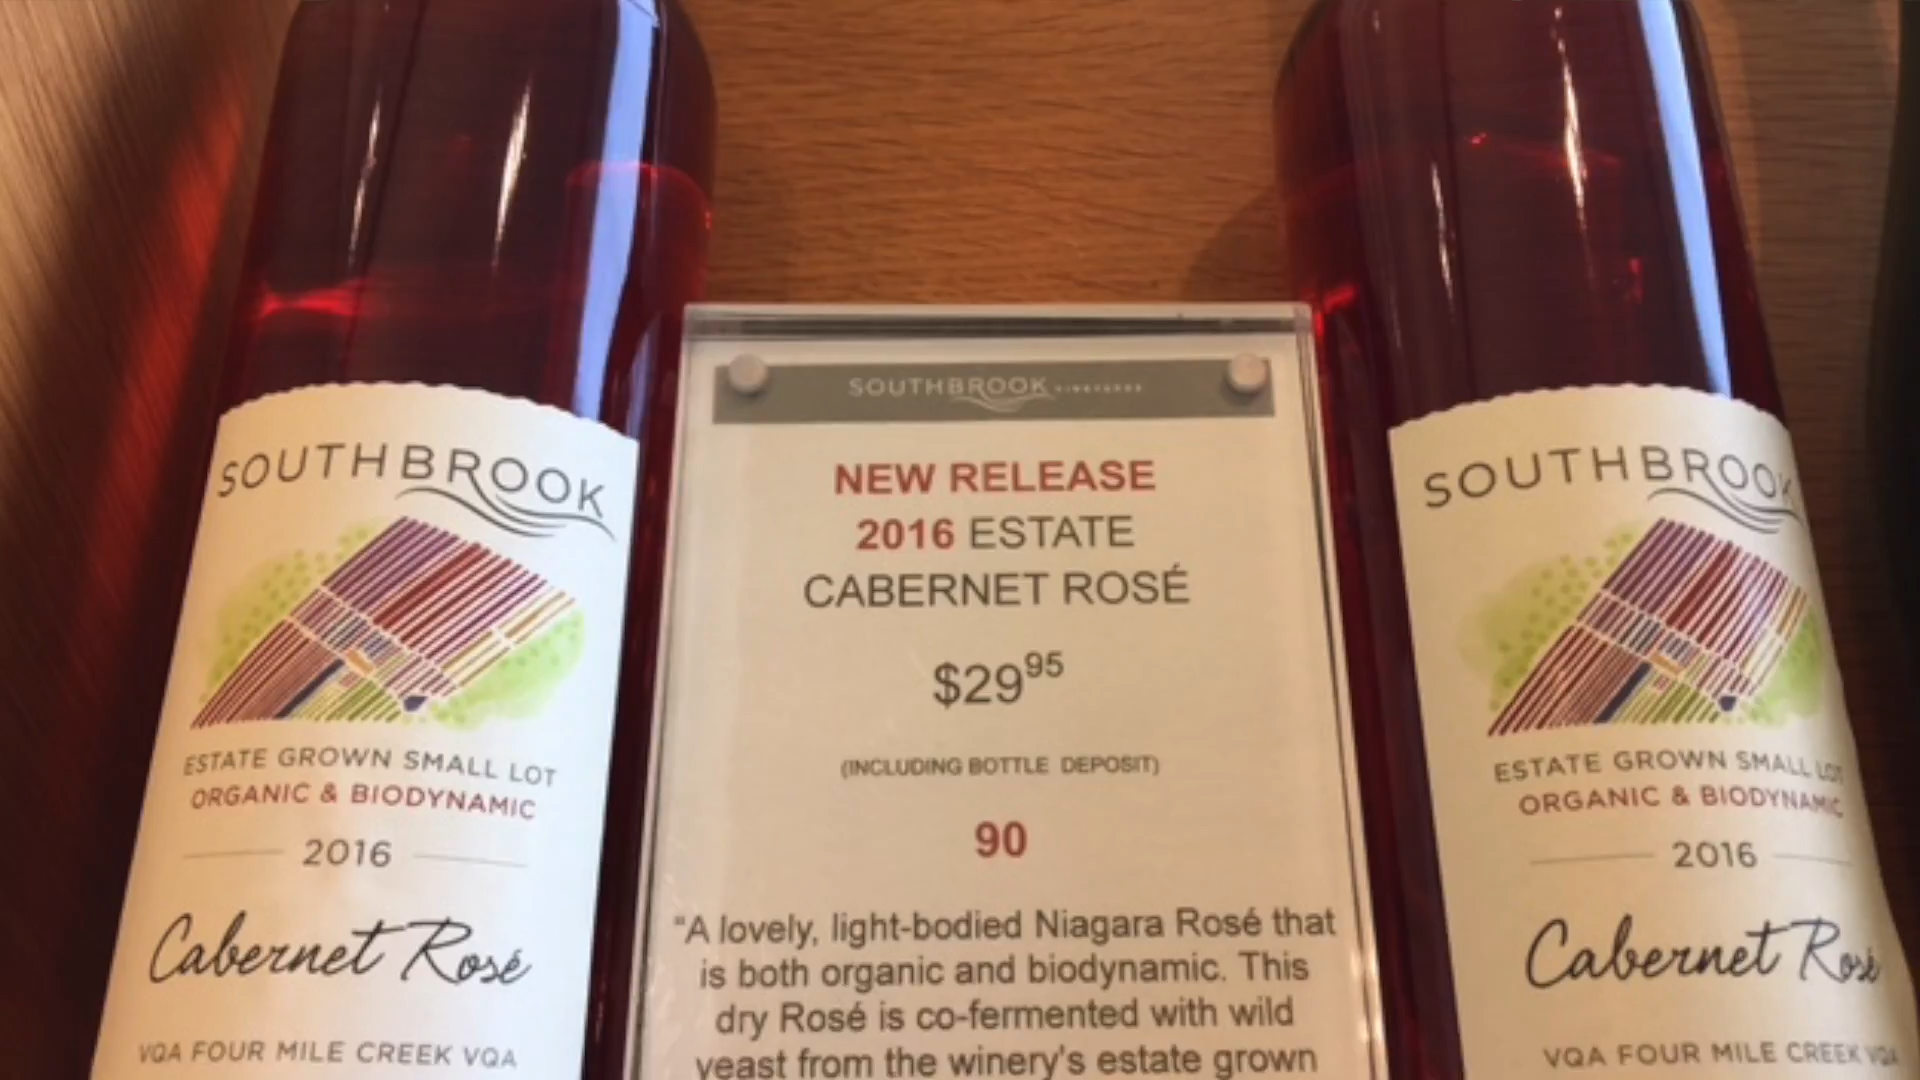 SOUTHBROOK
ESTATE GROWN SMALL LOT
ORGANIC & BIODYNAMIC
2016
Cabernet Rosé
VQA FOUR MILE CREEK VQA
SOUTHBROOK VINEYARDS
NEW RELEASE
2016 ESTATE
CABERNET ROSÉ
$29.95
(INCLUDING BOTTLE DEPOSIT)
90
“A lovely, light-bodied Niagara Rosé that
is both organic and biodynamic. This
dry Rosé is co-fermented with wild
yeast from the winery's estate grown
SOUTHBROOK
ESTATE GROWN SMALL LOT
ORGANIC & BIODYNAMIC
2016
Cabernet Rosé
VQA FOUR MILE CREEK VQA